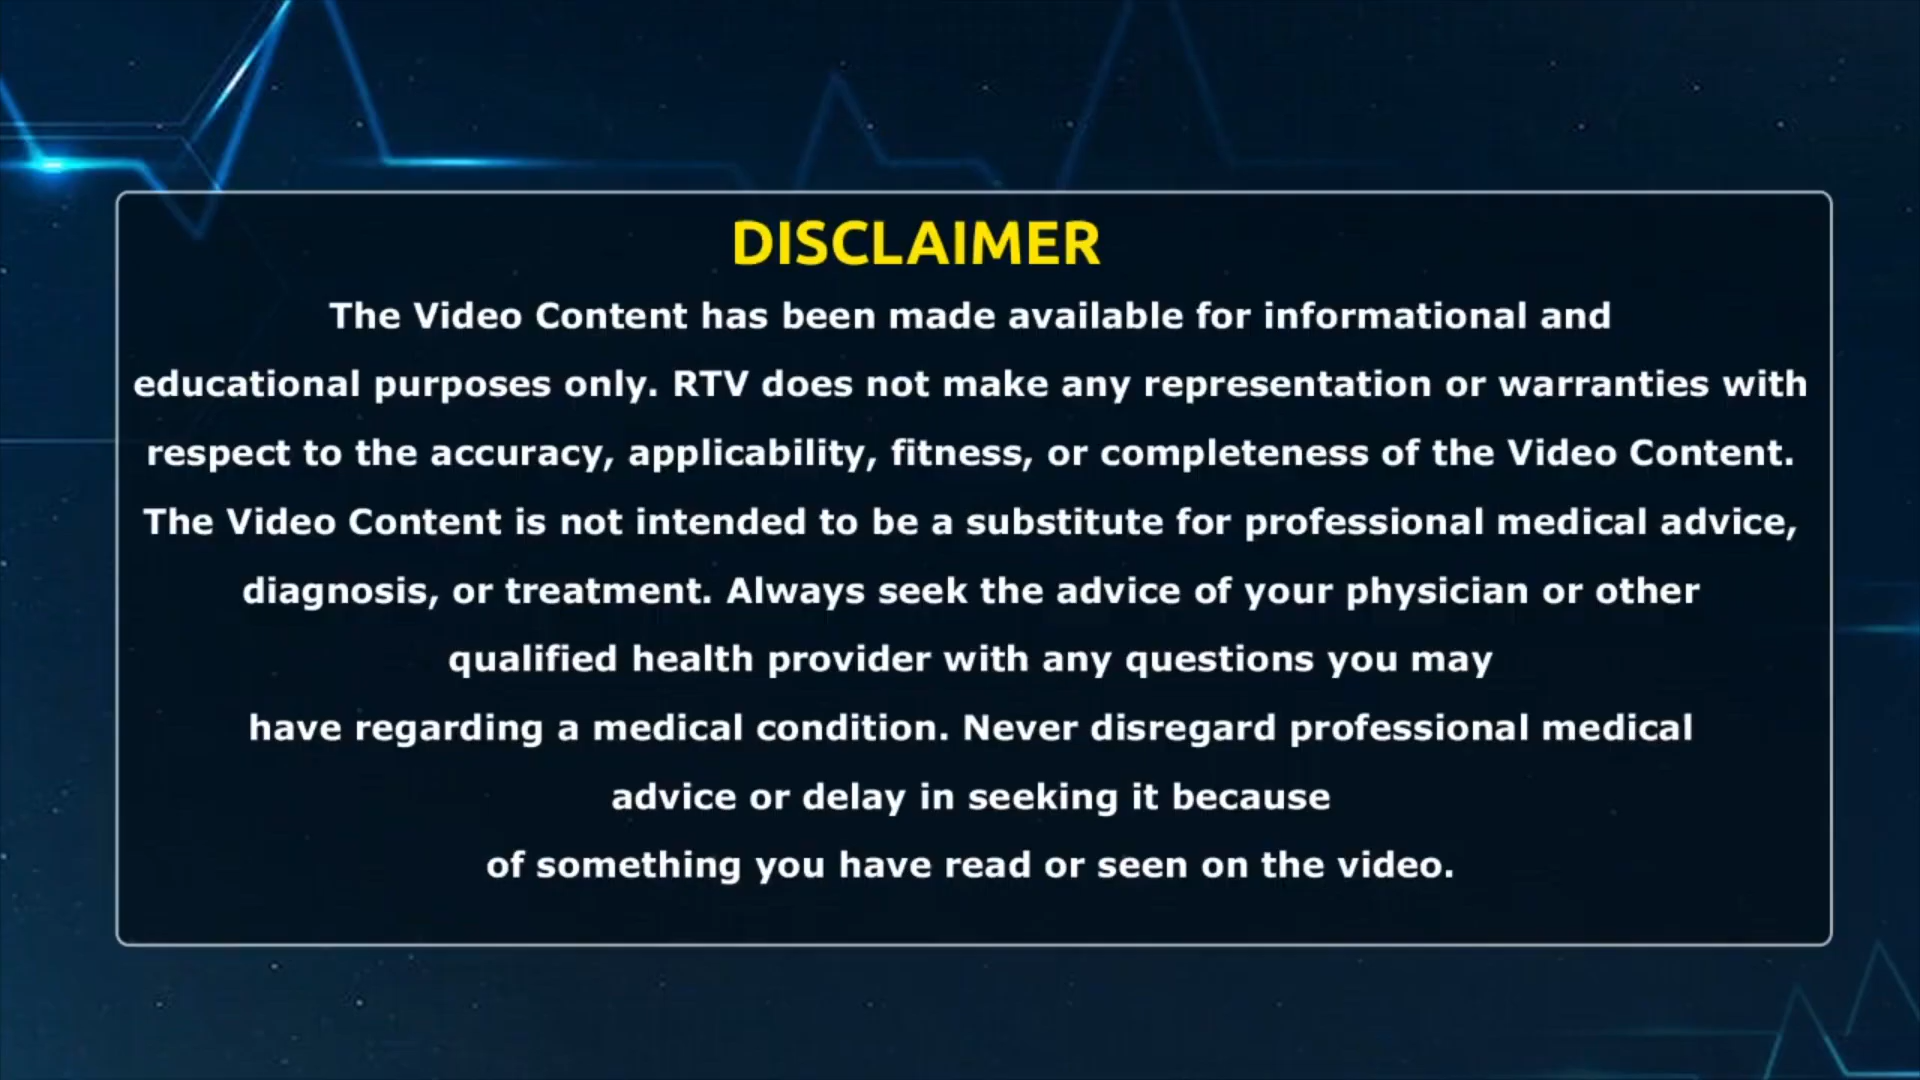 DISCLAIMER
The Video Content has been made available for informational and
educational purposes only. RTV does not make any representation or warranties with
respect to the accuracy, applicability, fitness, or completeness of the Video Content.
The Video Content is not intended to be a substitute for professional medical advice,
diagnosis, or treatment. Always seek the advice of your physician or other
qualified health provider with any questions you may
have regarding a medical condition. Never disregard professional medical
advice or delay in seeking it because
of something you have read or seen on the video.